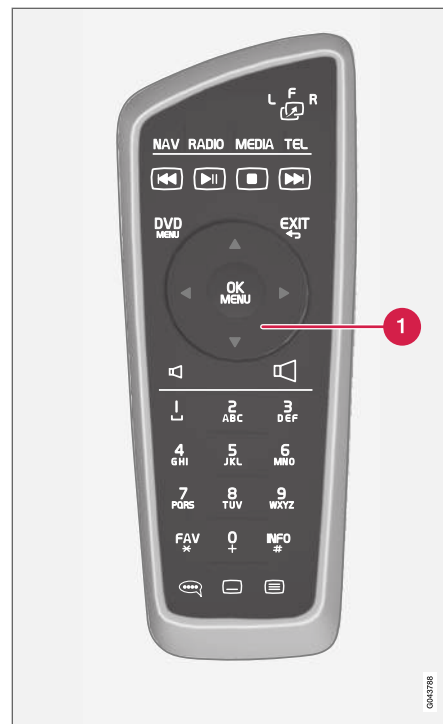 L F R
NAV RADIO MEDIA TEL
DVD EXIT
MENU
OK
MENU
1
1 2 3
ABC DEF
4 5 6
GHI JKL MNO
7 8 9
PQRS TUV WXYZ
FAV 0 INFO
* + #
G043788